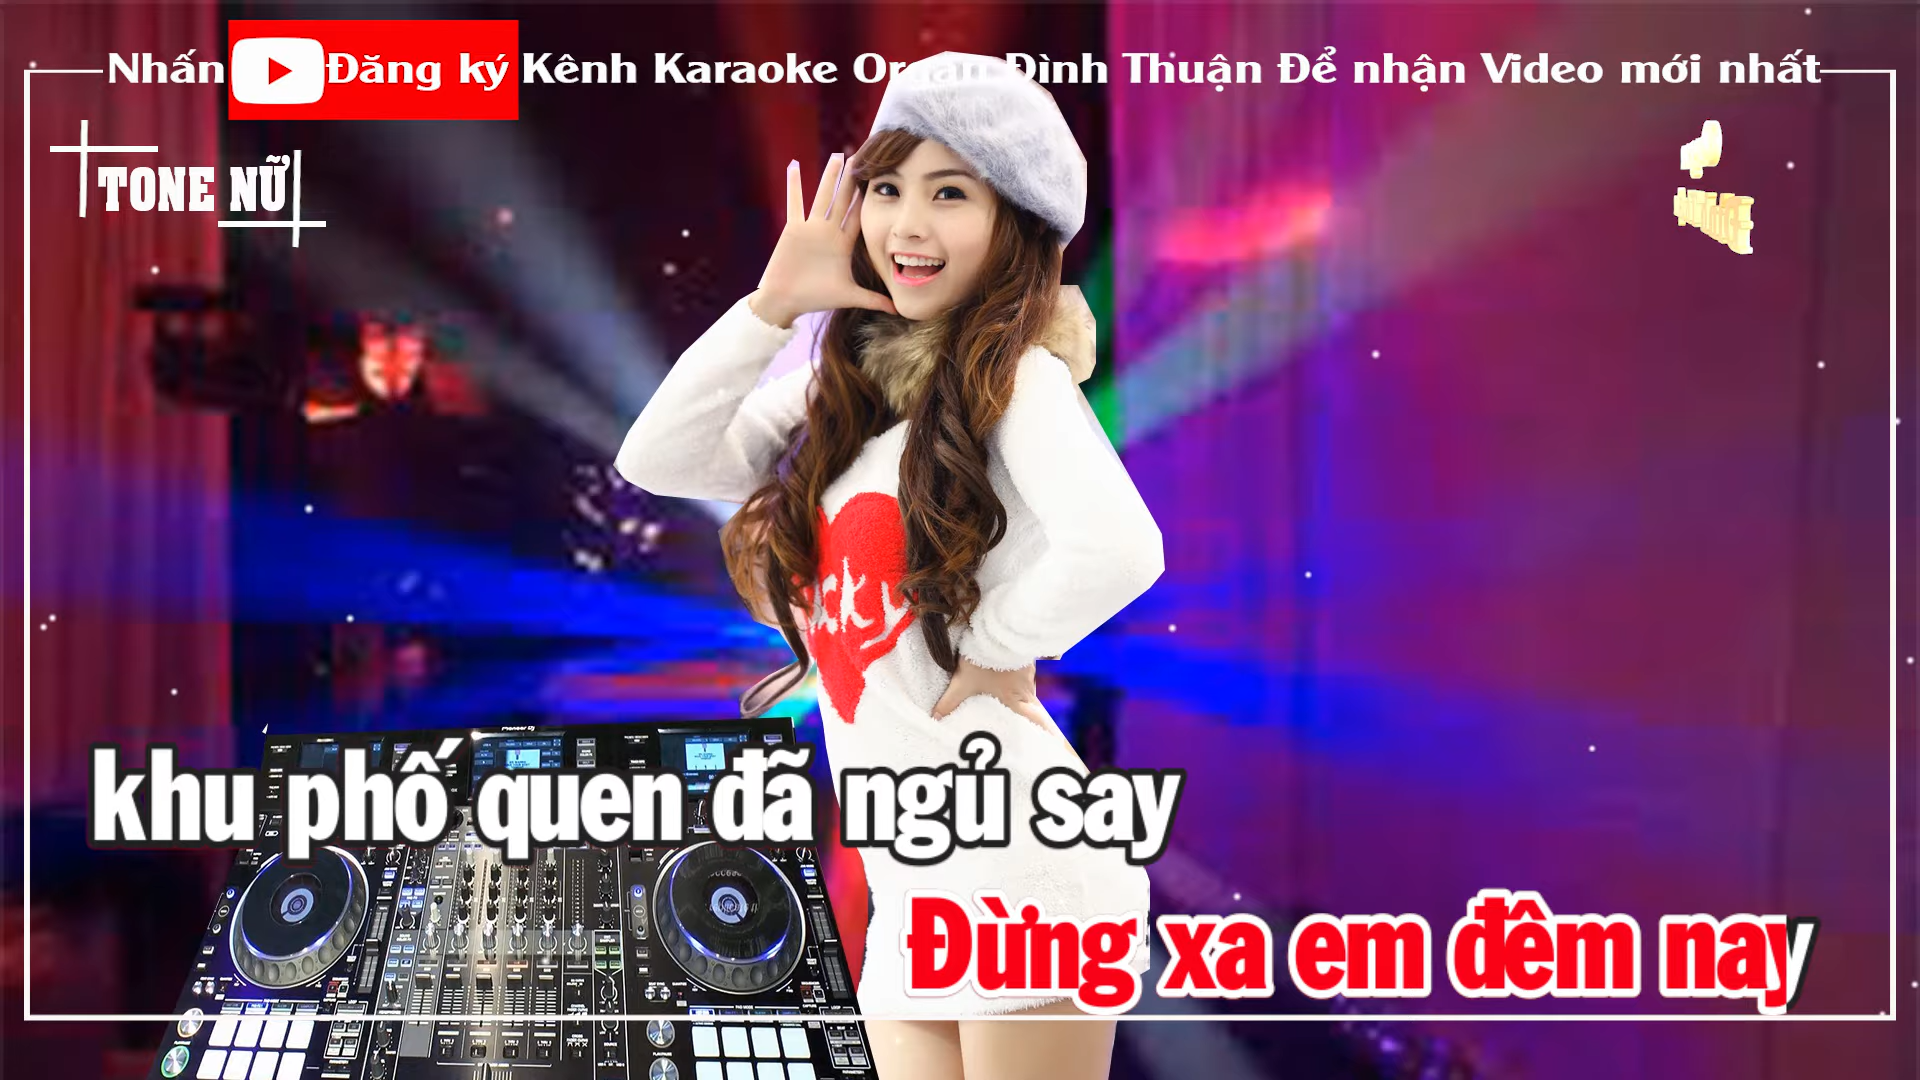 Nhấn Đăng ký Kênh Karaoke Organ Đình Thuận Để nhận Video mới nhất
TONE NỮ
khu phố quen đã ngủ say
Đừng xa em đêm nay